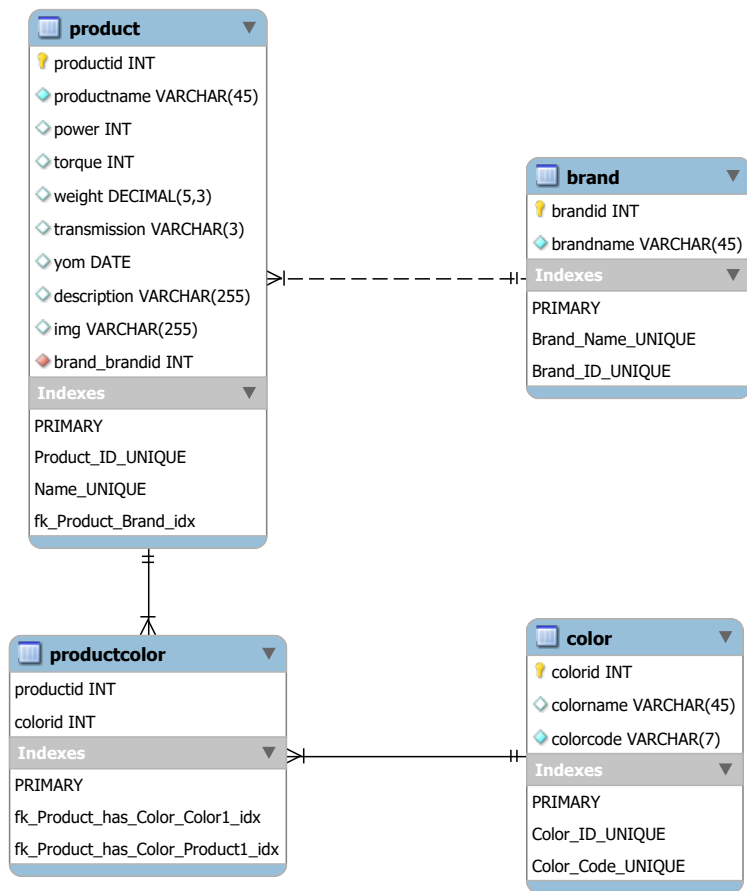 product
productid INT
productname VARCHAR(45)
power INT
torque INT
weight DECIMAL(5,3)
transmission VARCHAR(3)
yom DATE
description VARCHAR(255)
img VARCHAR(255)
brand_brandid INT
Indexes
PRIMARY
Product_ID_UNIQUE
Name_UNIQUE
fk_Product_Brand_idx
brand
brandid INT
brandname VARCHAR(45)
Indexes
PRIMARY
Brand_Name_UNIQUE
Brand_ID_UNIQUE
productcolor
productid INT
colorid INT
Indexes
PRIMARY
fk_Product_has_Color_Color1_idx
fk_Product_has_Color_Product1_idx
color
colorid INT
colorname VARCHAR(45)
colorcode VARCHAR(7)
Indexes
PRIMARY
Color_ID_UNIQUE
Color_Code_UNIQUE